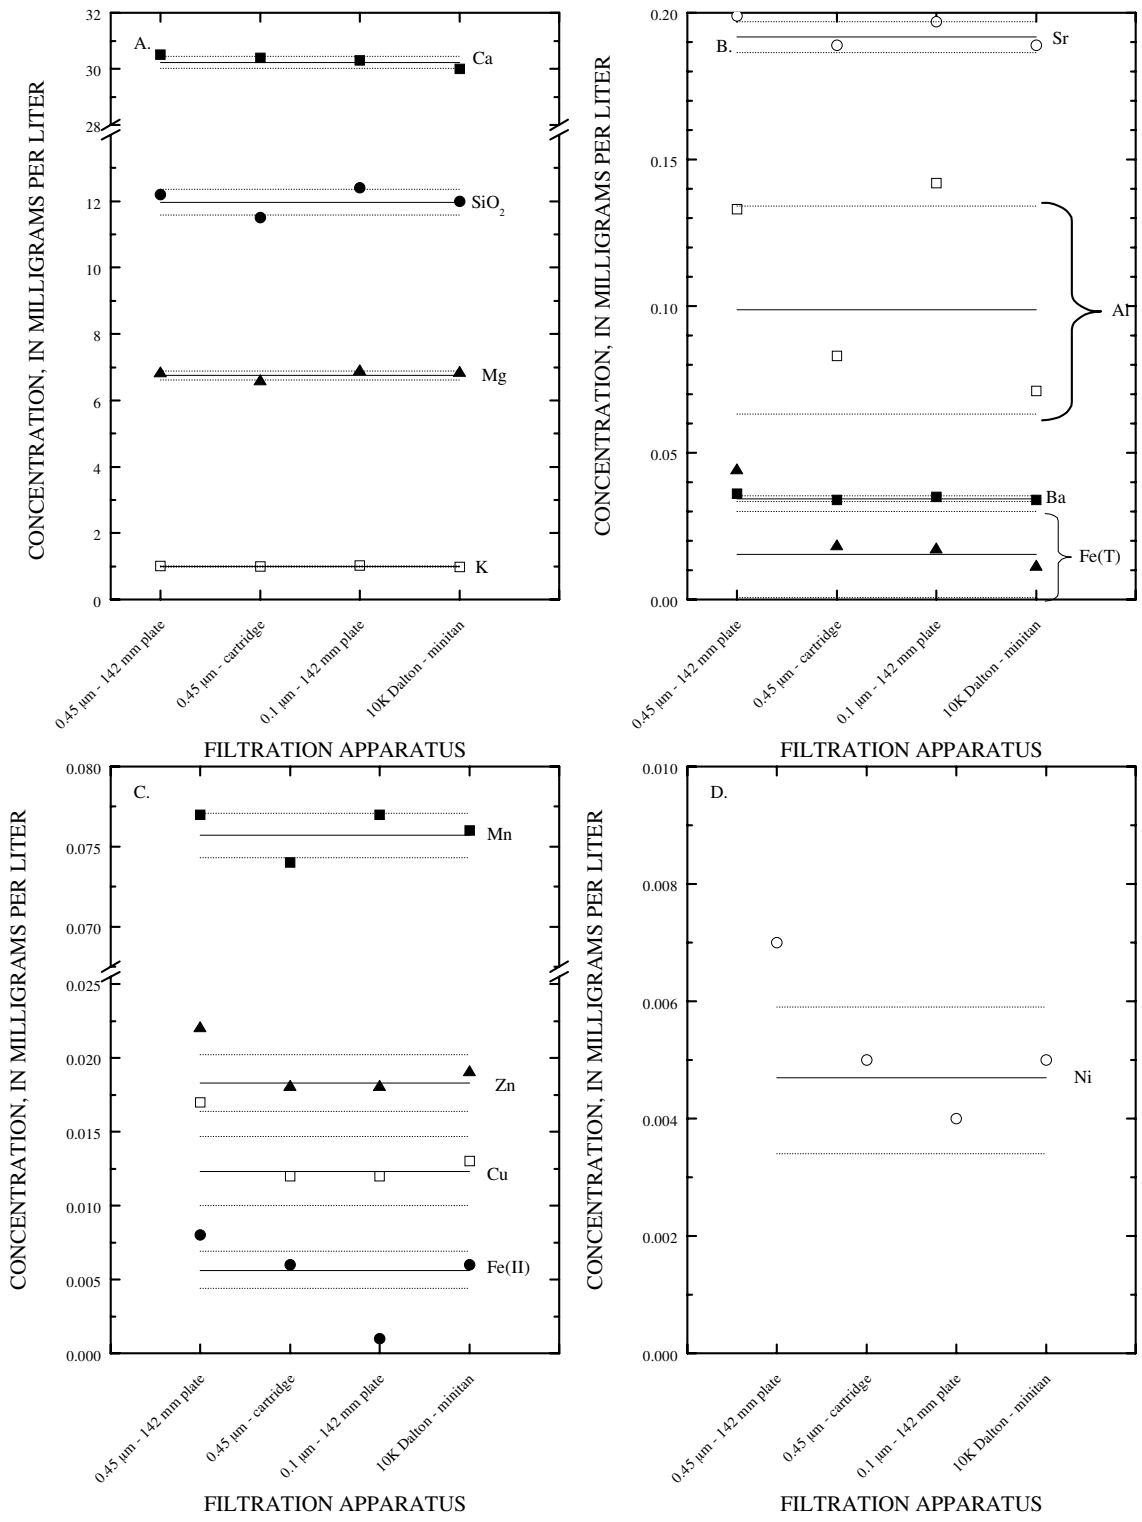 A.
CONCENTRATION, IN MILLIGRAMS PER LITER
32
30
28
12
10
8
6
4
2
0
Ca
SiO2
Mg
K
0.45 µm - 142 mm plate
0.45 µm - cartridge
0.1 µm - 142 mm plate
10K Dalton - minitan
FILTRATION APPARATUS
B.
CONCENTRATION, IN MILLIGRAMS PER LITER
0.20
0.15
0.10
0.05
0.00
Sr
Al
Ba
Fe(T)
0.45 µm - 142 mm plate
0.45 µm - cartridge
0.1 µm - 142 mm plate
10K Dalton - minitan
FILTRATION APPARATUS
C.
CONCENTRATION, IN MILLIGRAMS PER LITER
0.080
0.075
0.070
0.025
0.020
0.015
0.010
0.005
0.000
Mn
Zn
Cu
Fe(II)
0.45 µm - 142 mm plate
0.45 µm - cartridge
0.1 µm - 142 mm plate
10K Dalton - minitan
FILTRATION APPARATUS
D.
CONCENTRATION, IN MILLIGRAMS PER LITER
0.010
0.008
0.006
0.004
0.002
0.000
Ni
0.45 µm - 142 mm plate
0.45 µm - cartridge
0.1 µm - 142 mm plate
10K Dalton - minitan
FILTRATION APPARATUS